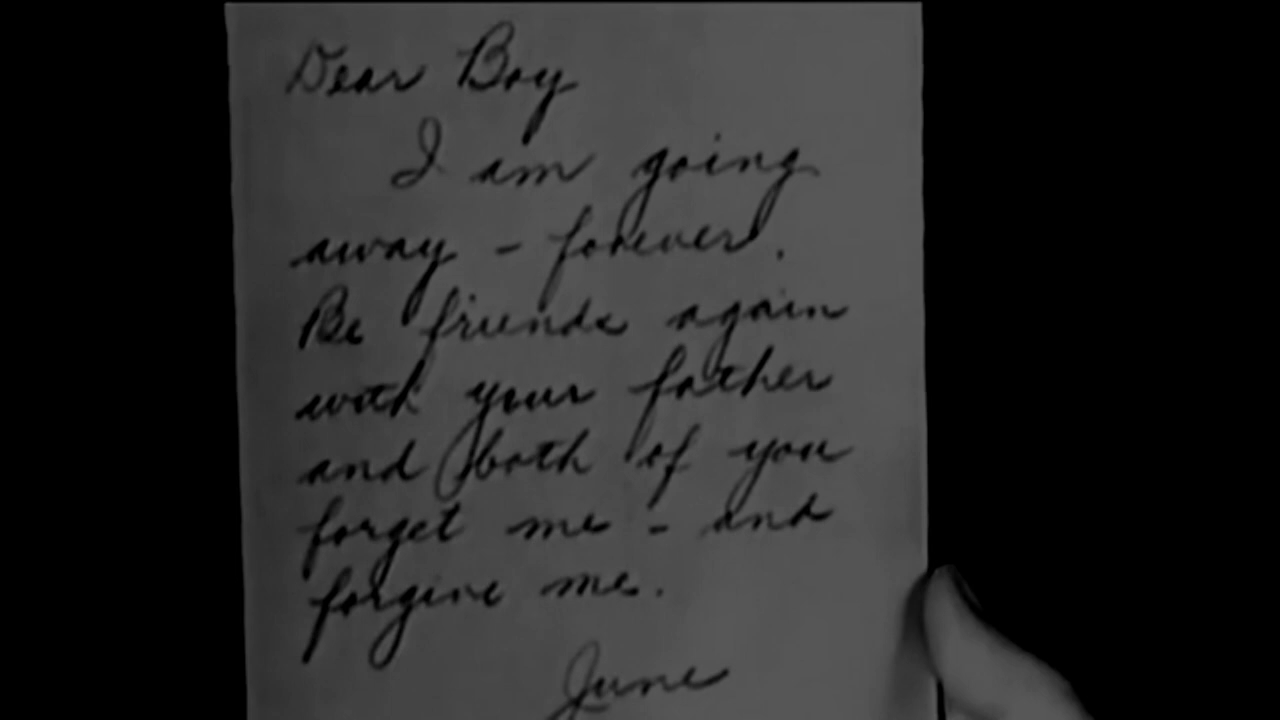 Dear Boy
I am going
away - forever.
Be friends again
with your father
and both of you
forget me - and
forgive me.
June